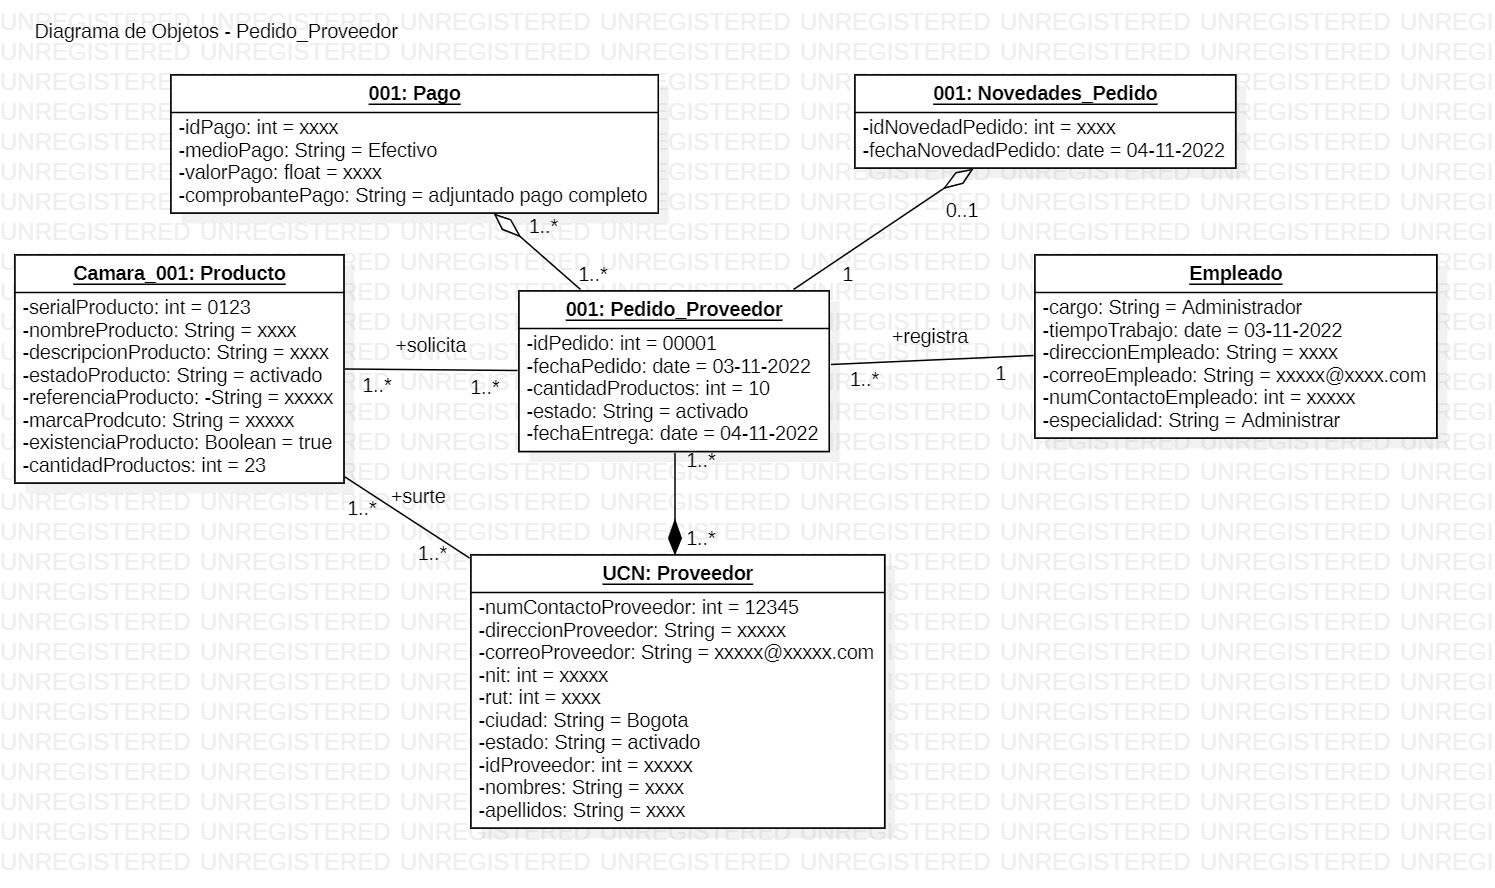 Diagrama de Objetos - Pedido_Proveedor
001: Pago
-idPago: int = xxxx
-medioPago: String = Efectivo
-valorPago: float = xxxx
-comprobantePago: String = adjuntado pago completo
001: Novedades_Pedido
-idNovedadPedido: int = xxxx
-fechaNovedadPedido: date = 04-11-2022
1..*
1..*
0..1
1
Camara_001: Producto
-serialProducto: int = 0123
-nombreProducto: String = xxxx
-descripcionProducto: String = xxxx
-estadoProducto: String = activado
-referenciaProducto: -String = xxxxx
-marcaProdcuto: String = xxxxx
-existenciaProducto: Boolean = true
-cantidadProductos: int = 23
+solicita
1..*
1..*
001: Pedido_Proveedor
-idPedido: int = 00001
-fechaPedido: date = 03-11-2022
-cantidadProductos: int = 10
-estado: String = activado
-fechaEntrega: date = 04-11-2022
+registra
1..*
1
Empleado
-cargo: String = Administrador
-tiempoTrabajo: date = 03-11-2022
-direccionEmpleado: String = xxxx
-correoEmpleado: String = xxxxx@xxxx.com
-numContactoEmpleado: int = xxxxx
-especialidad: String = Administrar
+surte
1..*
1..*
1..*
1..*
UCN: Proveedor
-numContactoProveedor: int = 12345
-direccionProveedor: String = xxxxx
-correoProveedor: String = xxxxx@xxxxx.com
-nit: int = xxxxx
-rut: int = xxxx
-ciudad: String = Bogota
-estado: String = activado
-idProveedor: int = xxxxx
-nombres: String = xxxx
-apellidos: String = xxxx
UNREGISTERED